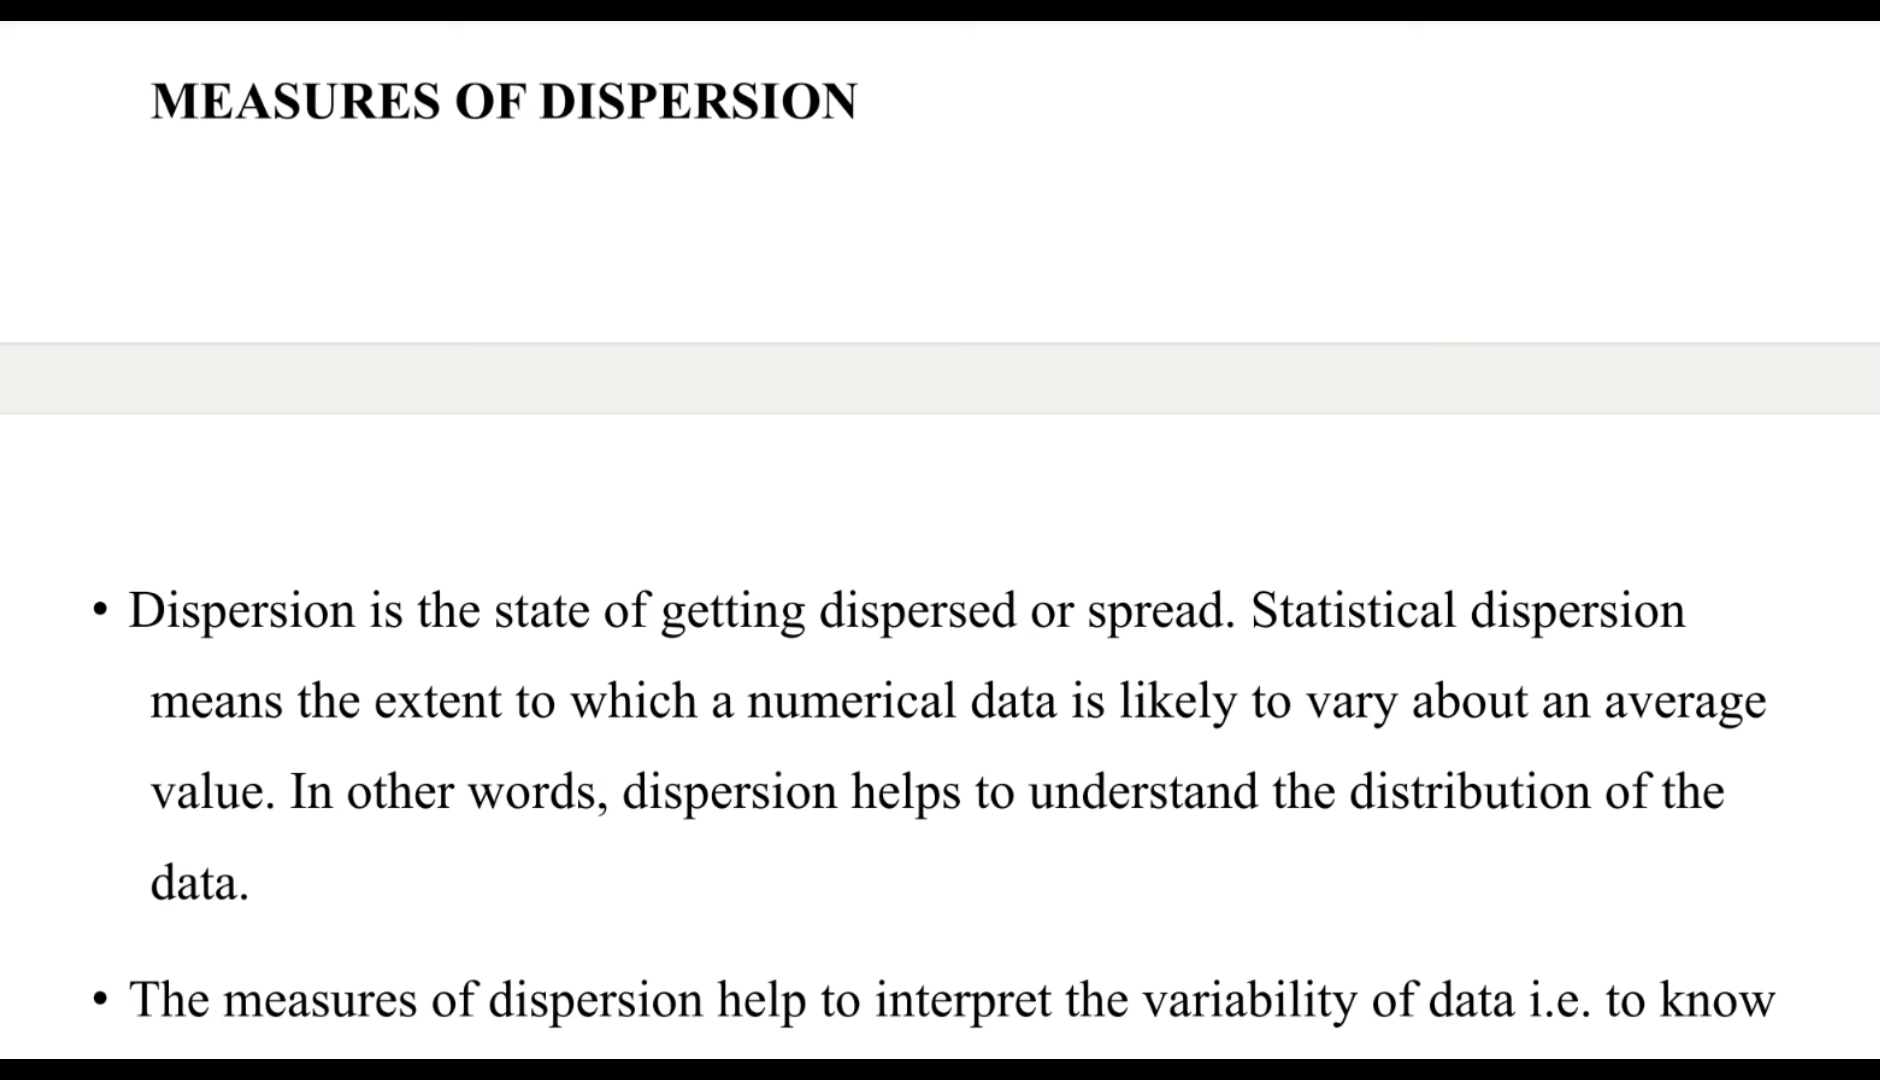 MEASURES OF DISPERSION
• Dispersion is the state of getting dispersed or spread. Statistical dispersion
means the extent to which a numerical data is likely to vary about an average
value. In other words, dispersion helps to understand the distribution of the
data.
• The measures of dispersion help to interpret the variability of data i.e. to know